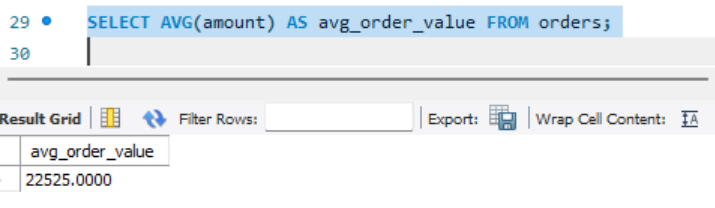 29 SELECT AVG(amount) AS avg_order_value FROM orders;
30
Result Grid Filter Rows: Export: Wrap Cell Content: IA
avg_order_value
22525.0000